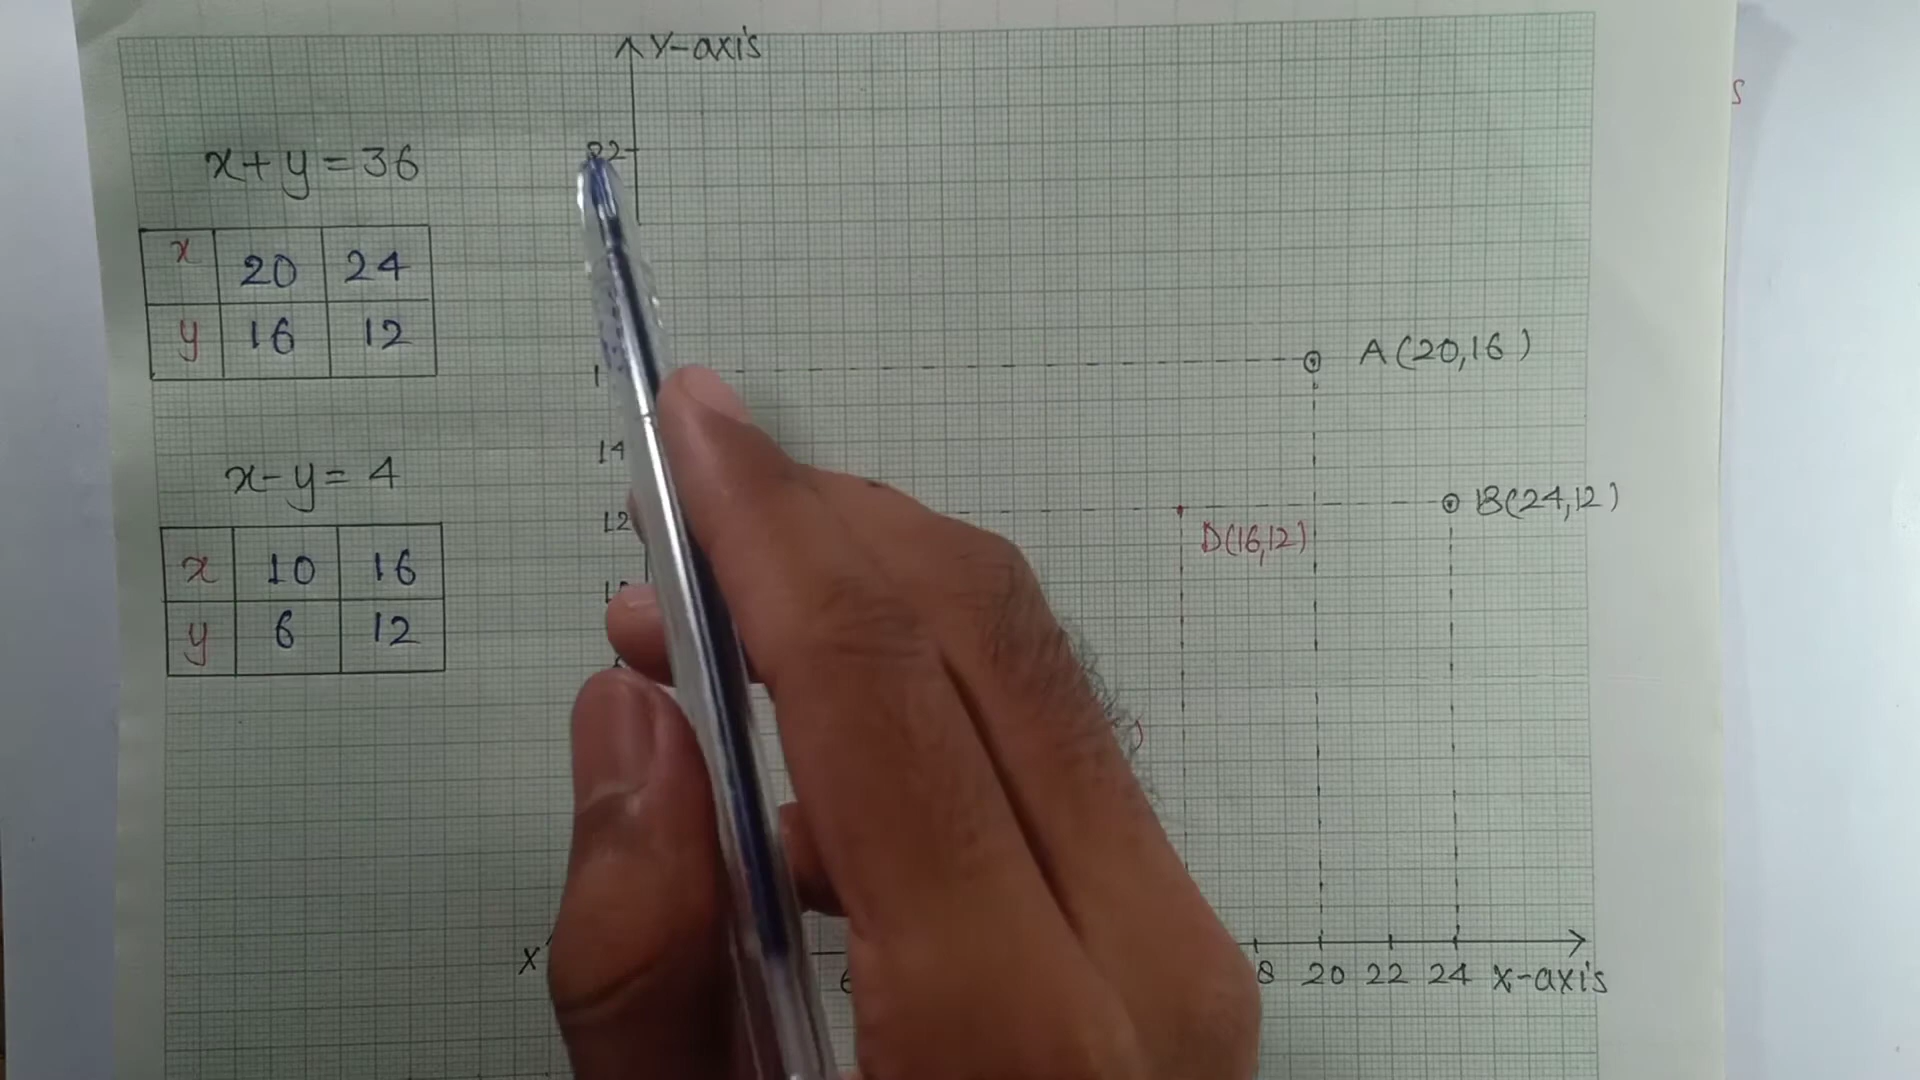 Y-axis
x+y=36
22
x 20 24
y 16 12
A(20,16)
14
x-y=4
B(24,12)
12
D(16,12)
x 10 16
y 6 12
X'
8 20 22 24 X-axis